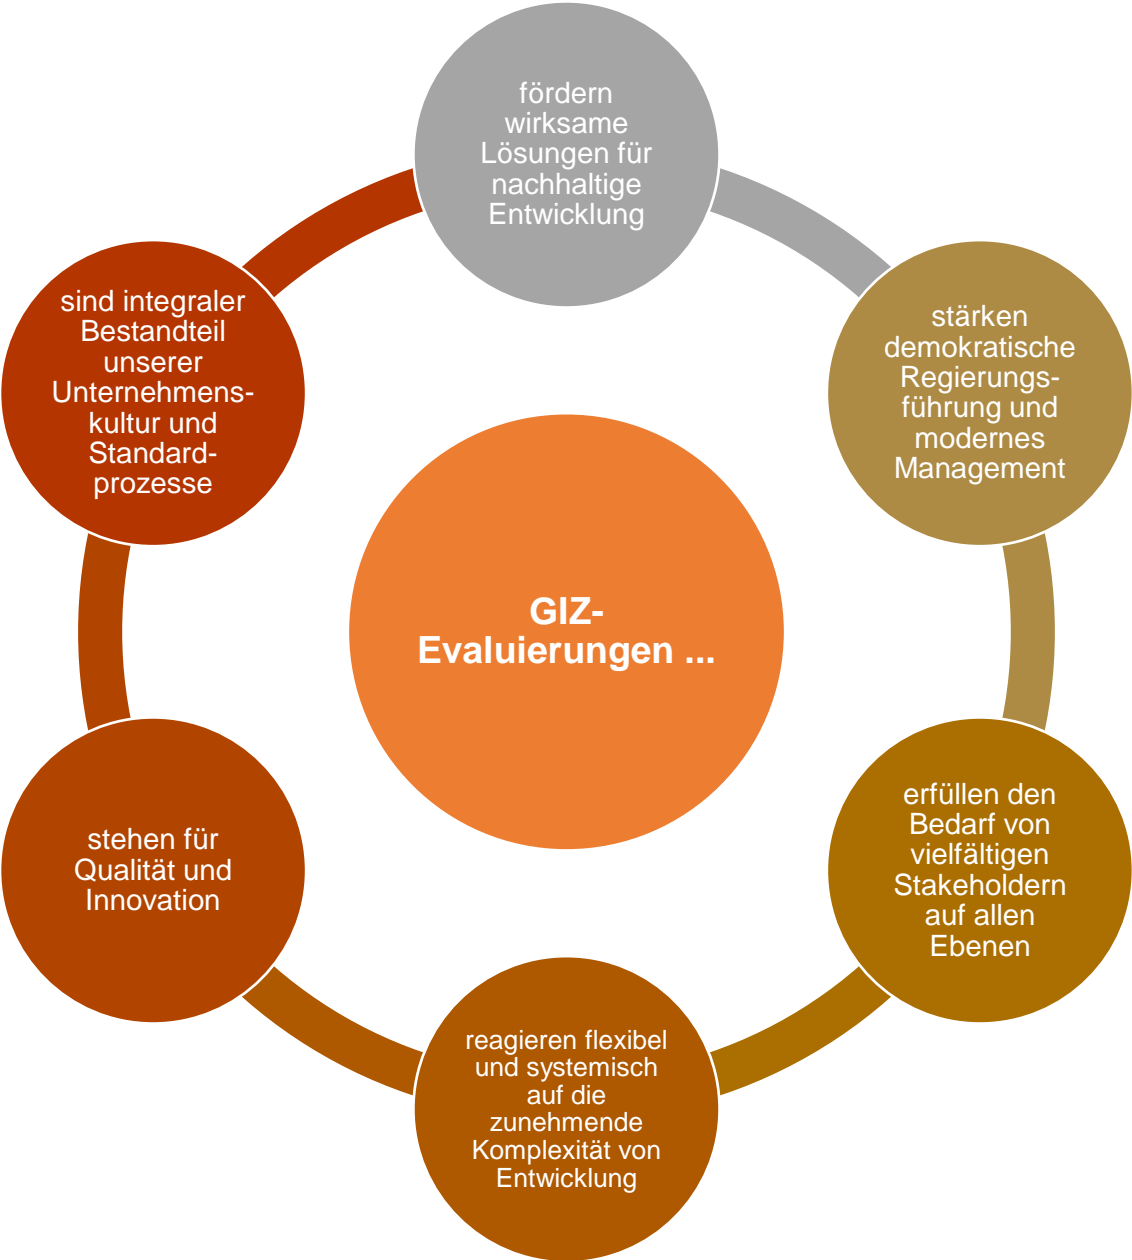 fördern
wirksame
Lösungen für
nachhaltige
Entwicklung
stärken
demokratische
Regierungs-
führung und
modernes
Management
erfüllen den
Bedarf von
vielfältigen
Stakeholdern
auf allen
Ebenen
reagieren flexibel
und systemisch
auf die
zunehmende
Komplexität von
Entwicklung
stehen für
Qualität und
Innovation
sind integraler
Bestandteil
unserer
Unternehmens-
kultur und
Standard-
prozesse
GIZ-
Evaluierungen ...